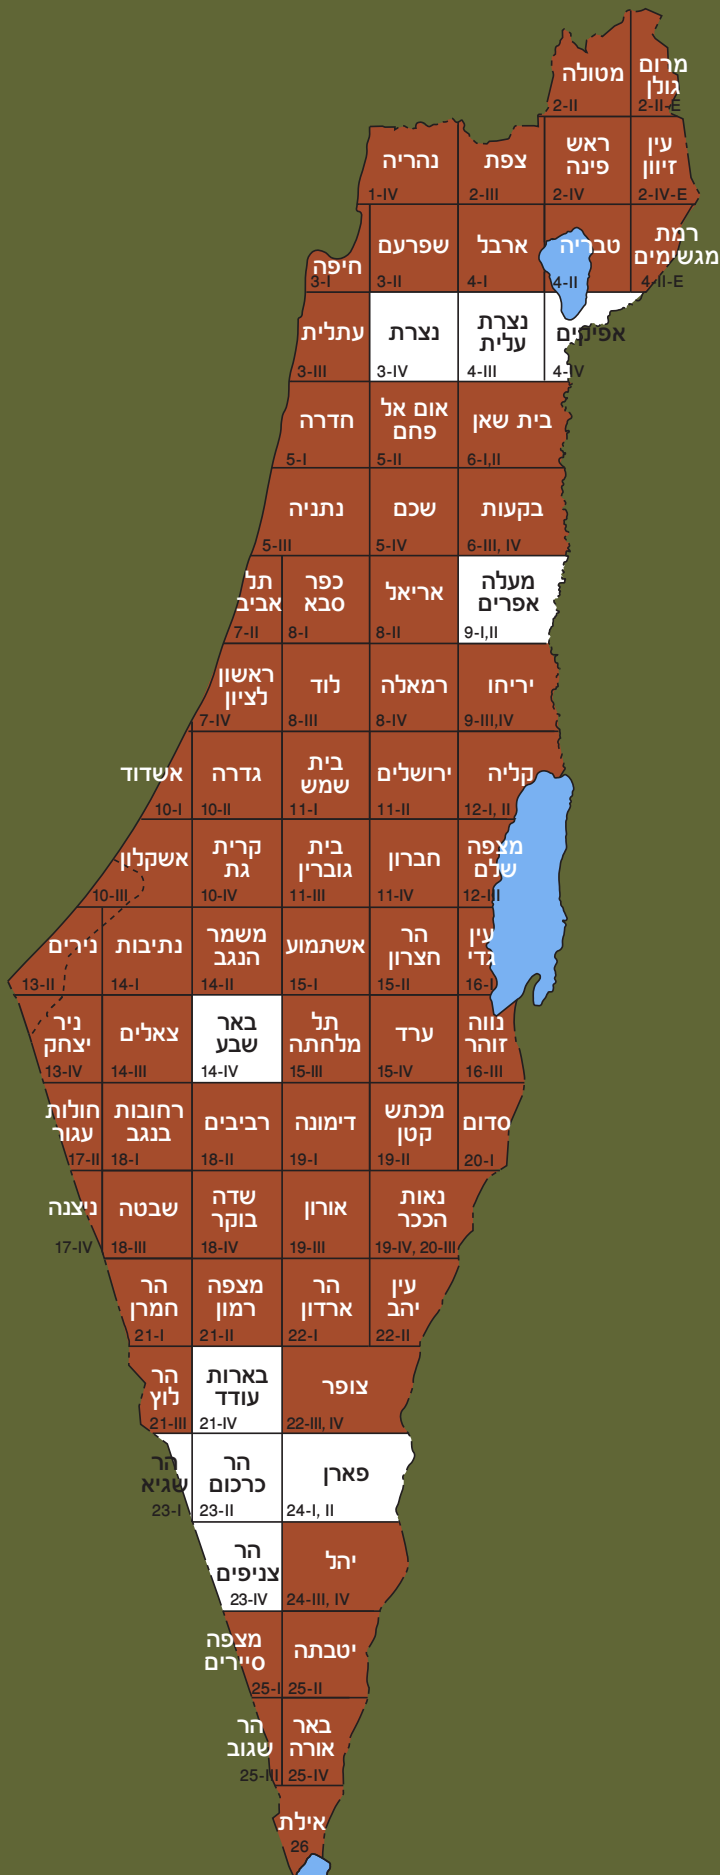 מטולה
2-II
מרום
גולן
2-II-E
נהריה
1-IV
צפת
2-III
ראש
פינה
2-IV
עין
זיוון
2-IV-E
חיפה
3-I
שפרעם
3-II
ארבל
4-I
טבריה
4-II
רמת
מגשימים
4-II-E
עתלית
3-III
נצרת
3-IV
נצרת
עלית
4-III
אפיקים
4-IV
חדרה
5-I
אום אל
פחם
5-II
בית שאן
6-I,II
נתניה
5-III
שכם
5-IV
בקעות
6-III, IV
תל
אביב
7-II
כפר
סבא
8-I
אריאל
8-II
מעלה
אפרים
9-I,II
ראשון
לציון
7-IV
לוד
8-III
רמאלה
8-IV
יריחו
9-III,IV
אשדוד
10-I
גדרה
10-II
בית
שמש
11-I
ירושלים
11-II
קליה
12-I, II
אשקלון
10-III
קרית
גת
10-IV
בית
גוברין
11-III
חברון
11-IV
מצפה
שלם
12-III
נירים
13-II
נתיבות
14-I
משמר
הנגב
14-II
אשתמוע
15-I
הר
חצרון
15-II
עין
גדי
16-I
ניר
יצחק
13-IV
צאלים
14-III
באר
שבע
14-IV
תל
מלחתה
15-III
ערד
15-IV
נווה
זוהר
16-III
חולות
עגור
17-II
רחובות
בנגב
18-I
רביבים
18-II
דימונה
19-I
מכתש
קטן
19-II
סדום
20-I
ניצנה
17-IV
שבטה
18-III
שדה
בוקר
18-IV
אורון
19-III
נאות
הככר
19-IV, 20-III
הר
חמרן
21-I
מצפה
רמון
21-II
הר
ארדון
22-I
עין
יהב
22-II
הר
לוץ
21-III
בארות
עודד
21-IV
צופר
22-III, IV
הר
שגיא
23-I
הר
כרכום
23-II
פארן
24-I, II
הר
צניפים
23-IV
יהל
24-III, IV
מצפה
סיירים
25-I
יטבתה
25-II
הר
שגוב
25-III
באר
אורה
25-IV
אילת
26